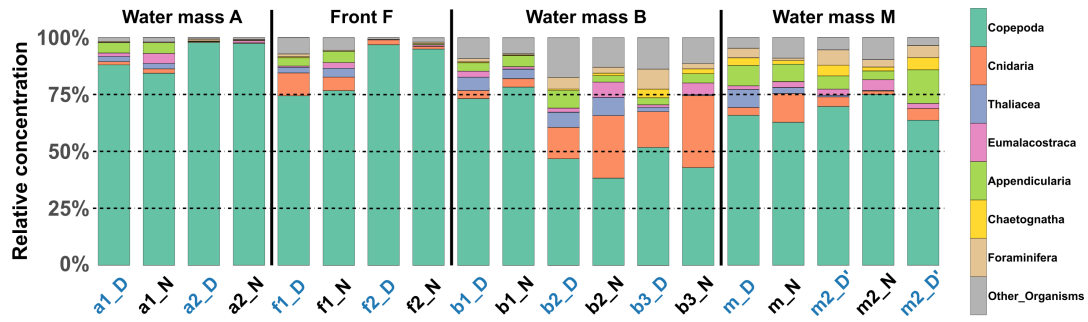 Water mass A
Front F
Water mass B
Water mass M
Relative concentration
100%
75%
50%
25%
0%
a1_D
a1_N
a2_D
a2_N
f1_D
f1_N
f2_D
f2_N
b1_D
b1_N
b2_D
b2_N
b3_D
b3_N
m_D
m_N
m2_D'
m2_N
m2_D'
Copepoda
Cnidaria
Thaliacea
Eumalacostraca
Appendicularia
Chaetognatha
Foraminifera
Other_Organisms